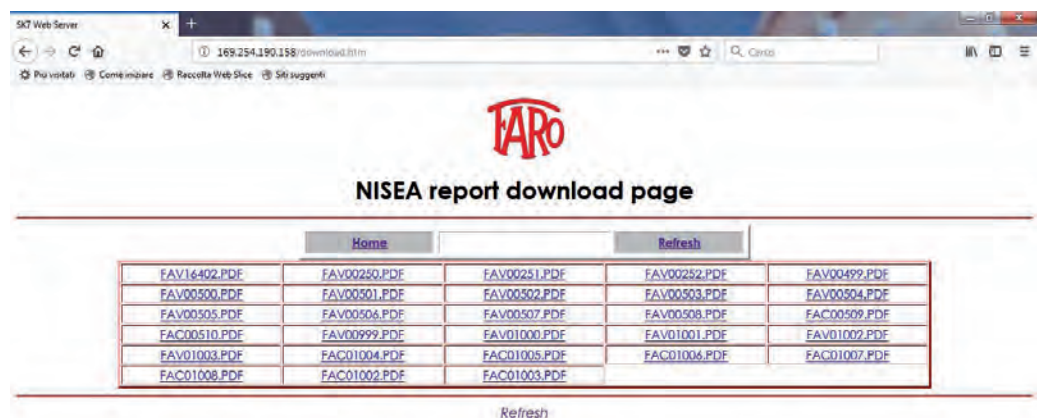 SK7 Web Server
169.254.190.158/download.htm
Cerca
Più visitati Come iniziare Raccolta Web Slice Siti suggeriti
FARO
NISEA report download page
Home Refresh
FAV16402.PDF FAV00250.PDF FAV00251.PDF FAV00252.PDF FAV00499.PDF
FAV00500.PDF FAV00501.PDF FAV00502.PDF FAV00503.PDF FAV00504.PDF
FAV00505.PDF FAV00506.PDF FAV00507.PDF FAV00508.PDF FAC00509.PDF
FAC00510.PDF FAV00999.PDF FAV01000.PDF FAV01001.PDF FAV01002.PDF
FAV01003.PDF FAC01004.PDF FAC01005.PDF FAC01006.PDF FAC01007.PDF
FAC01008.PDF FAC01002.PDF FAC01003.PDF
Refresh